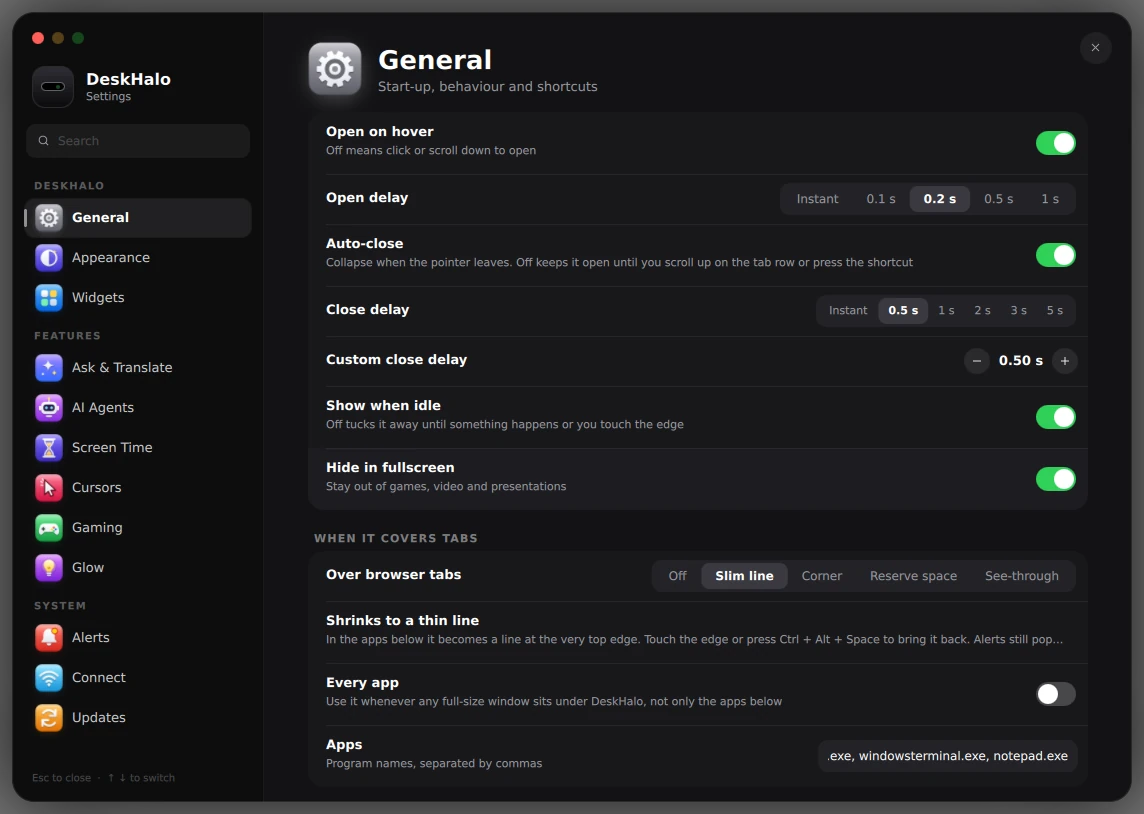 DeskHalo
Settings
Search
DESKHALO
General
Appearance
Widgets
FEATURES
Ask & Translate
AI Agents
Screen Time
Cursors
Gaming
Glow
SYSTEM
Alerts
Connect
Updates
Esc to close · ↑ ↓ to switch
General
Start-up, behaviour and shortcuts
Open on hover
Off means click or scroll down to open
Open delay
Instant 0.1 s 0.2 s 0.5 s 1 s
Auto-close
Collapse when the pointer leaves. Off keeps it open until you scroll up on the tab row or press the shortcut
Close delay
Instant 0.5 s 1 s 2 s 3 s 5 s
Custom close delay
− 0.50 s +
Show when idle
Off tucks it away until something happens or you touch the edge
Hide in fullscreen
Stay out of games, video and presentations
WHEN IT COVERS TABS
Over browser tabs
Off Slim line Corner Reserve space See-through
Shrinks to a thin line
In the apps below it becomes a line at the very top edge. Touch the edge or press Ctrl + Alt + Space to bring it back. Alerts still pop…
Every app
Use it whenever any full-size window sits under DeskHalo, not only the apps below
Apps
Program names, separated by commas
.exe, windowsterminal.exe, notepad.exe